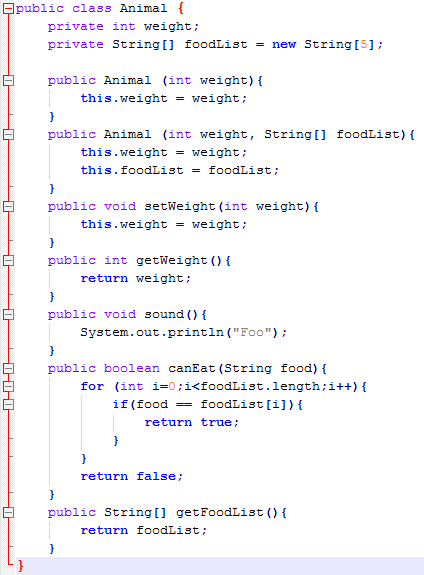 public class Animal {
    private int weight;
    private String[] foodList = new String[5];

    public Animal (int weight){
        this.weight = weight;
    }
    public Animal (int weight, String[] foodList){
        this.weight = weight;
        this.foodList = foodList;
    }
    public void setWeight(int weight){
        this.weight = weight;
    }
    public int getWeight(){
        return weight;
    }
    public void sound(){
        System.out.println("Foo");
    }
    public boolean canEat(String food){
        for (int i=0;i<foodList.length;i++){
            if(food == foodList[i]){
                return true;
            }
        }
        return false;
    }
    public String[] getFoodList(){
        return foodList;
    }
}